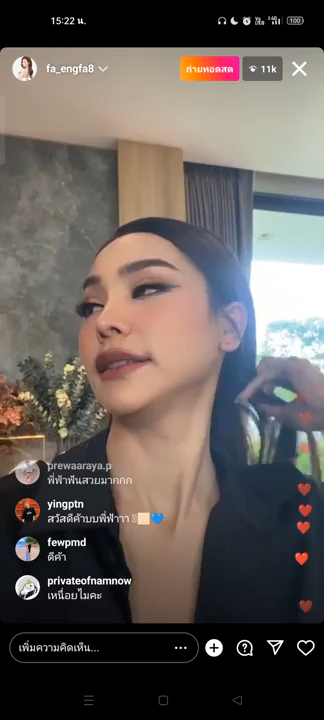 15:22 น.
100
fa_engfa8
ถ่ายทอดสด
11k
prewaaraya.p
พี่ฟ้าฟันสวยมากกก
yingptn
สวัสดีค้าบบพี่ฟ้าาา
fewpmd
ดีค้า
privateofnamnow
เหนื่อยไมคะ
เพิ่มความคิดเห็น...